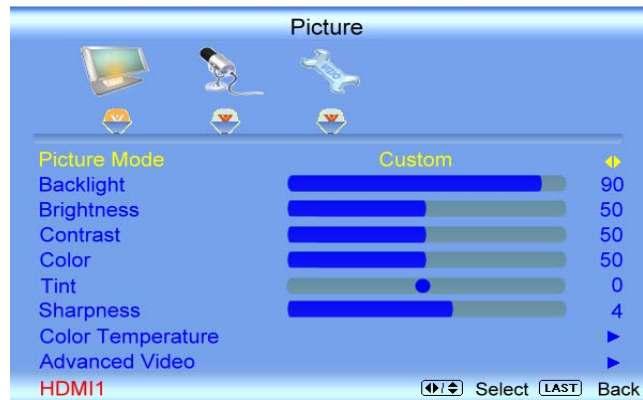 Picture
VIZIO
Picture Mode Custom
Backlight 90
Brightness 50
Contrast 50
Color 50
Tint 0
Sharpness 4
Color Temperature
Advanced Video
HDMI1 Select LAST Back